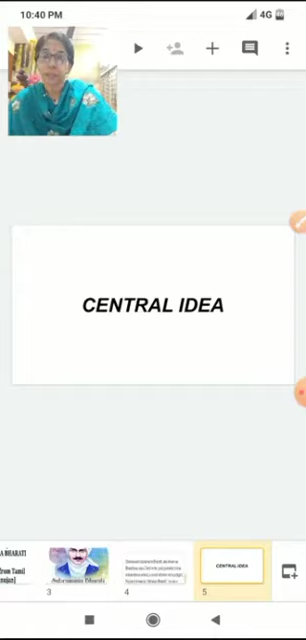 10:40 PM
4G
CENTRAL IDEA
A BHARATI
from Tamil
Subramania Bharati
CENTRAL IDEA
3
4
5